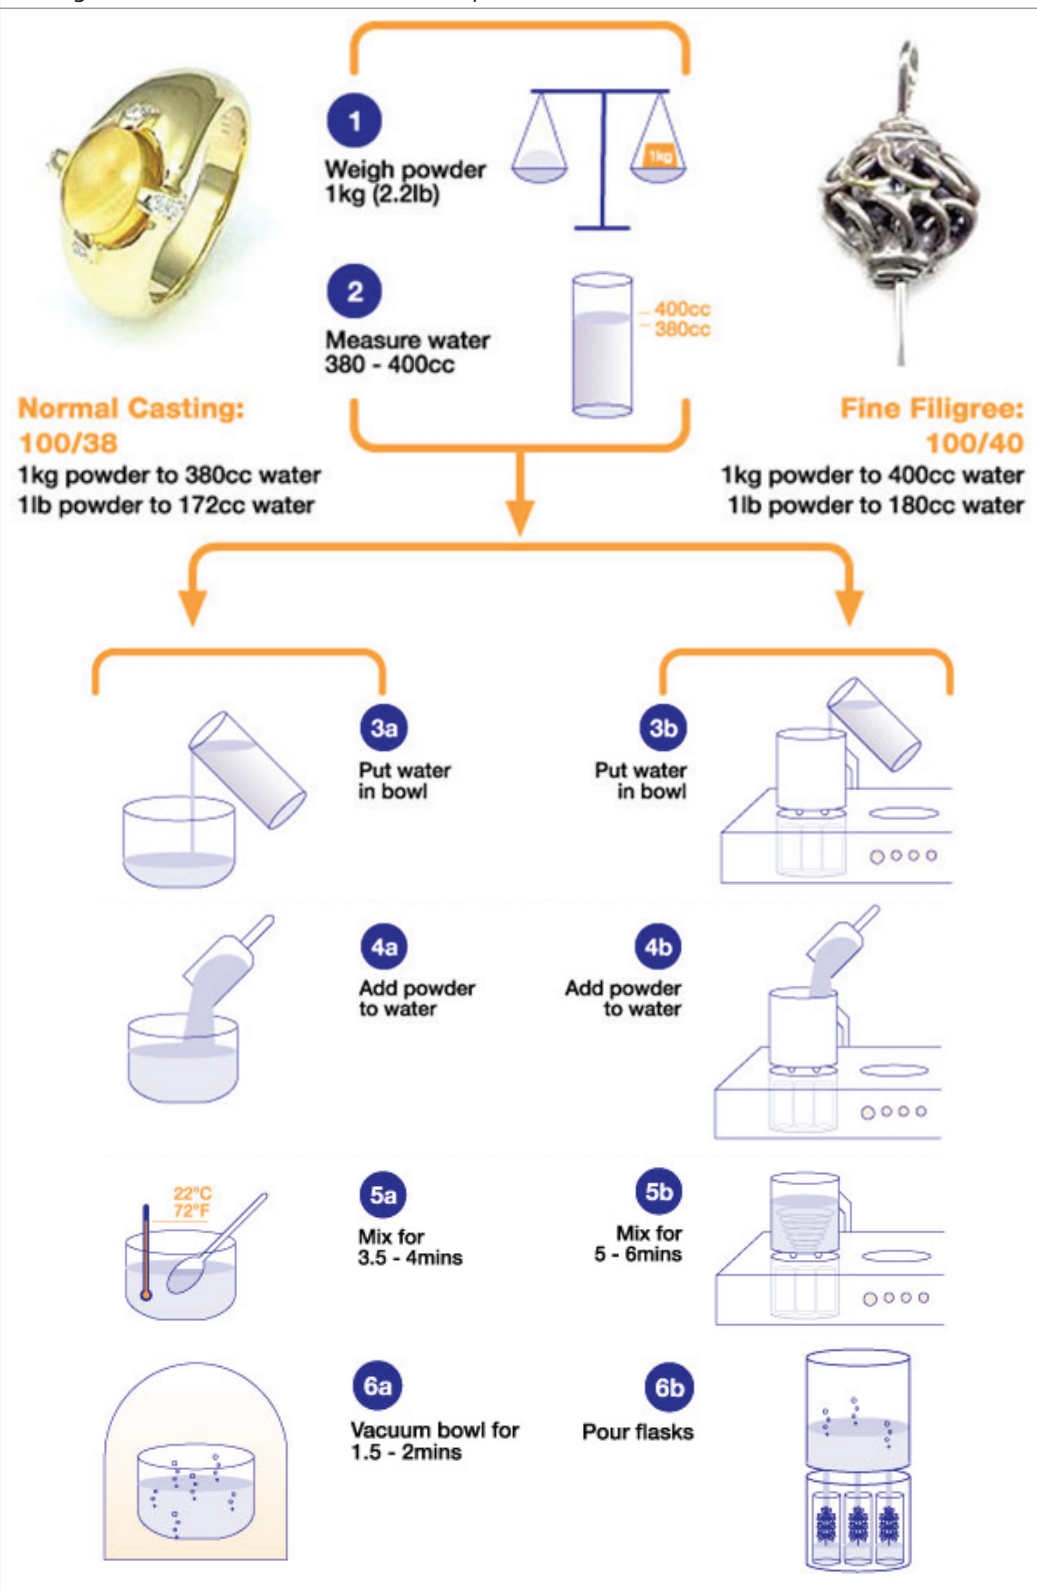 1
Weigh powder
1kg (2.2lb)
1kg
2
Measure water
380 - 400cc
400cc
380cc
Normal Casting:
100/38
1kg powder to 380cc water
1lb powder to 172cc water
Fine Filigree:
100/40
1kg powder to 400cc water
1lb powder to 180cc water
3a
Put water
in bowl
3b
Put water
in bowl
4a
Add powder
to water
4b
Add powder
to water
22°C
72°F
5a
Mix for
3.5 - 4mins
5b
Mix for
5 - 6mins
6a
Vacuum bowl for
1.5 - 2mins
6b
Pour flasks